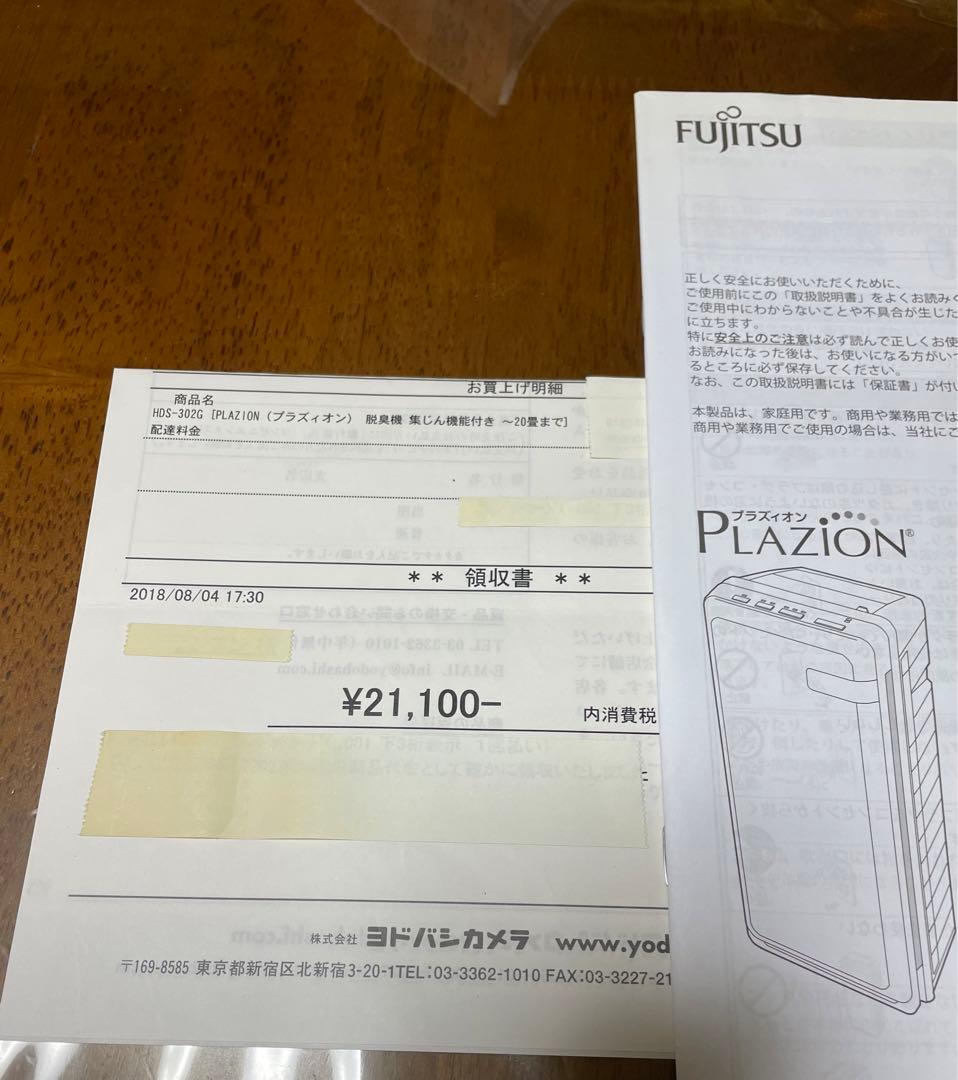 お買上げ明細
商品名
HDS-302G [PLAZION (プラズィオン) 脱臭機 集じん機能付き ～20畳まで]
配達料金
** 領収書 **
2018/08/04 17:30
¥21,100-
内消費税
株式会社 ヨドバシカメラ www.yod
〒169-8585 東京都新宿区北新宿3-20-1TEL:03-3362-1010 FAX:03-3227-21
FUJITSU
正しく安全にお使いいただくために、
ご使用前にこの「取扱説明書」をよくお読み
ご使用中にわからないことや不具合が生じた
に立ちます。
特に安全上のご注意は必ず読んで正しくお使
お読みになった後は、お使いになる方がい
るところに必ず保存してください。
なお、この取扱説明書には「保証書」が付
本製品は、家庭用です。商用や業務用では
商用や業務用でご使用の場合は、当社にご
プラズィオン
PLAZION®